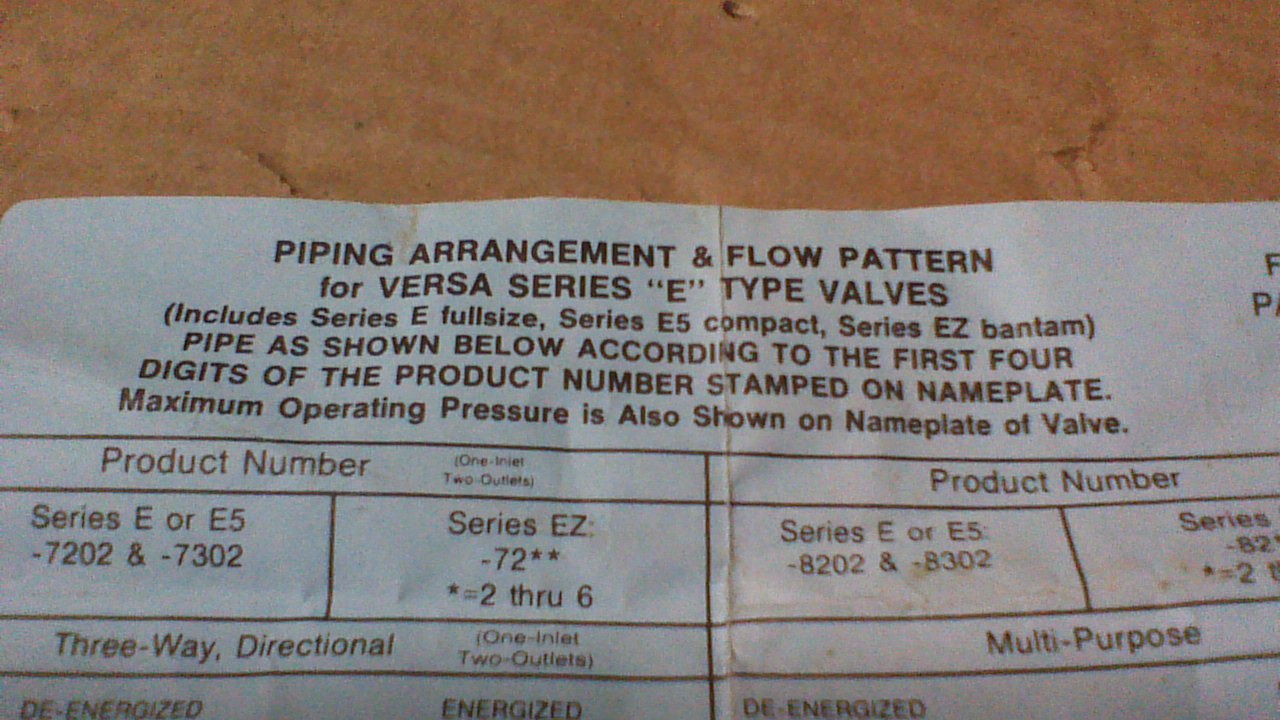 PIPING ARRANGEMENT & FLOW PATTERN
for VERSA SERIES "E" TYPE VALVES
(Includes Series E fullsize, Series E5 compact, Series EZ bantam)
PIPE AS SHOWN BELOW ACCORDING TO THE FIRST FOUR
DIGITS OF THE PRODUCT NUMBER STAMPED ON NAMEPLATE.
Maximum Operating Pressure is Also Shown on Nameplate of Valve.
Product Number (One-Inlet
Two-Outlets)
Series E or E5
-7202 & -7302
Series EZ:
-72**
*=2 thru 6
Three-Way, Directional (One-Inlet
Two-Outlets)
DE-ENERGIZED ENERGIZED
Product Number
Series E or E5:
-8202 & -8302
Series
*=2
Multi-Purpose
DE-ENERGIZED